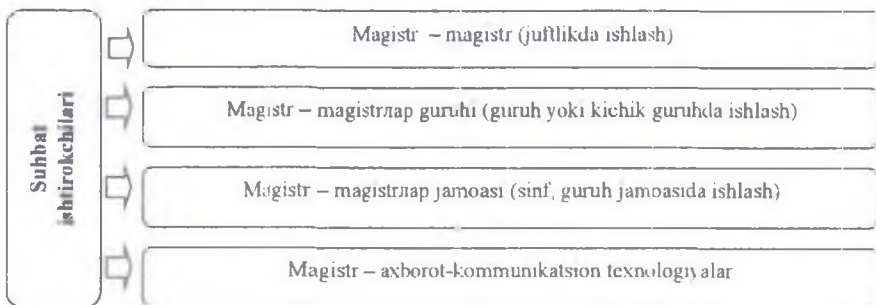 Suhbat
ishtirokchilari
Magistr – magistr (juftlikda ishlash)
Magistr – magistrлар guruhi (guruh yoki kichik guruhda ishlash)
Magistr – magistrлар jamoasi (sinf, guruh jamoasida ishlash)
Magistr – axborot-kommunikatsion texnologiyalar